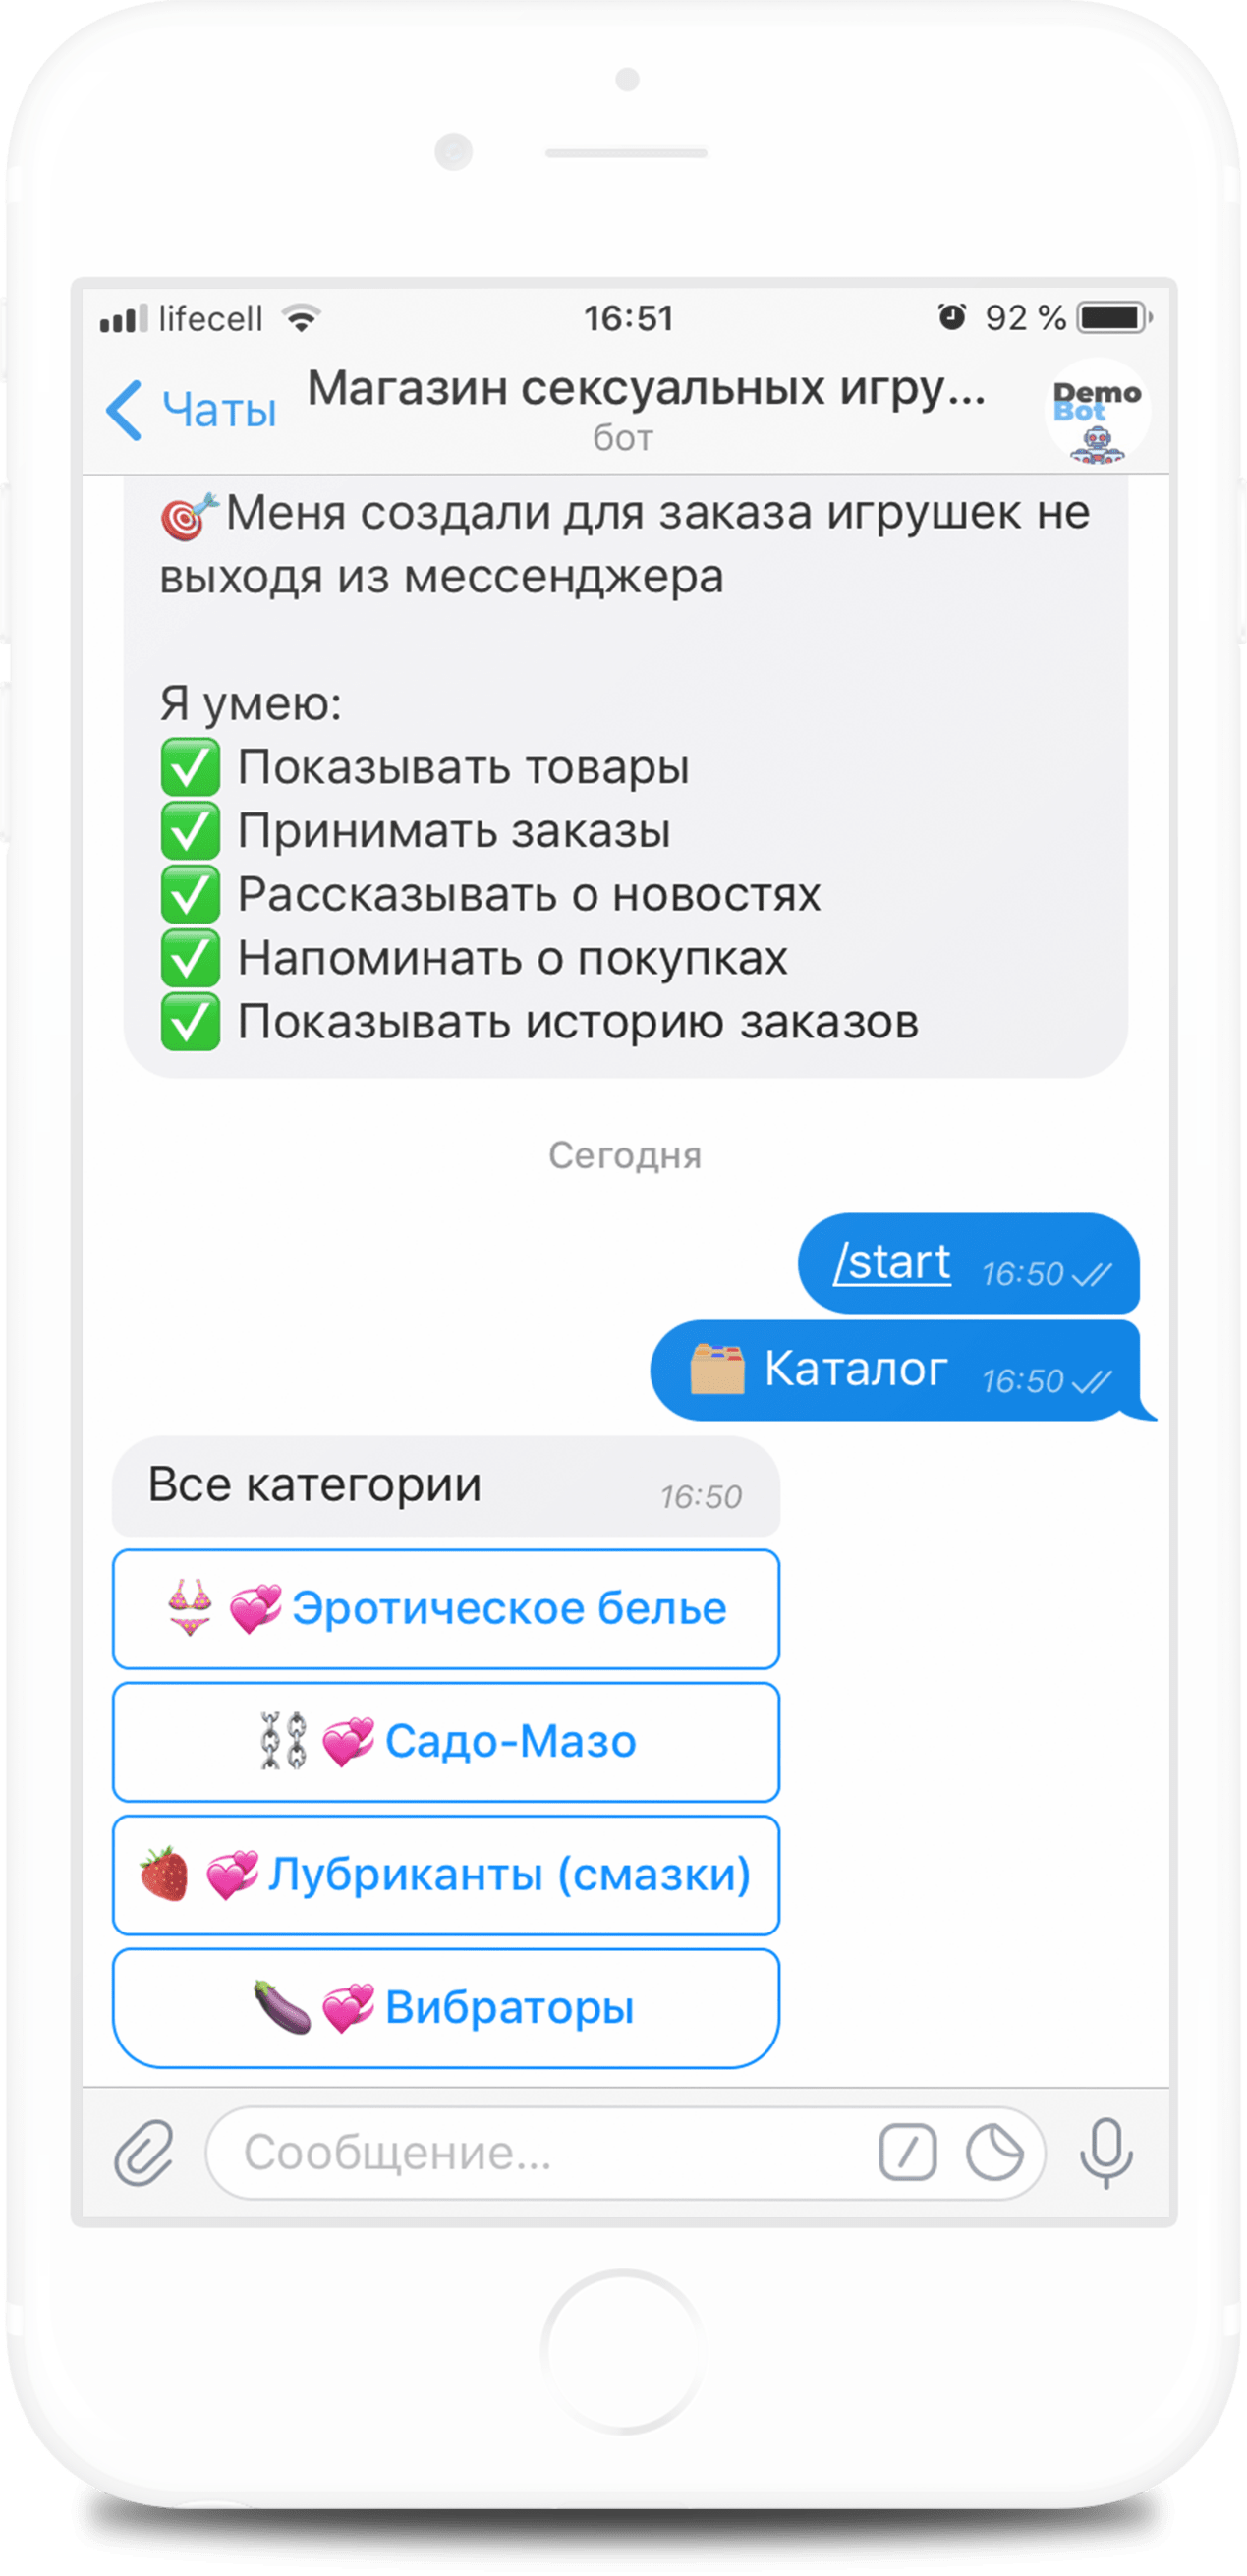 lifecell 16:51 92 %
Чаты Магазин сексуальных игру...
бот
Demo
Bot
Меня создали для заказа игрушек не
выходя из мессенджера
Я умею:
Показывать товары
Принимать заказы
Рассказывать о новостях
Напоминать о покупках
Показывать историю заказов
Сегодня
/start 16:50
Каталог 16:50
Все категории 16:50
Эротическое белье
Садо-Мазо
Лубриканты (смазки)
Вибраторы
Сообщение...